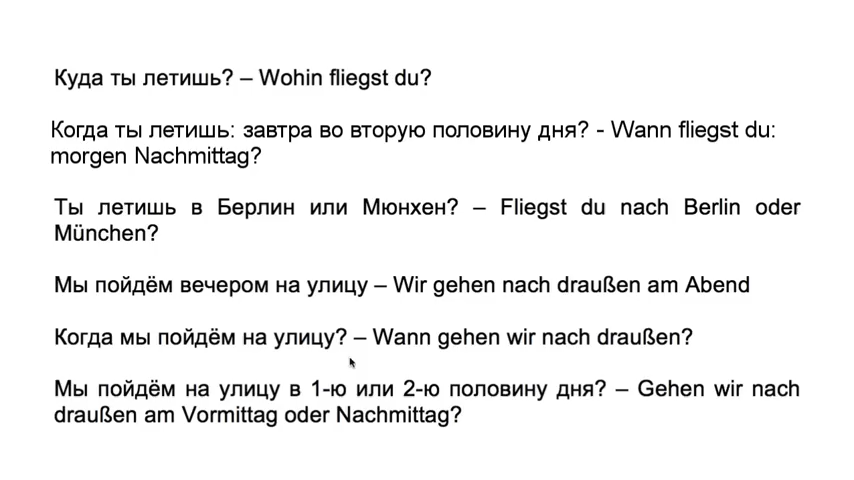 Куда ты летишь? – Wohin fliegst du?
Когда ты летишь: завтра во вторую половину дня? - Wann fliegst du:
morgen Nachmittag?
Ты летишь в Берлин или Мюнхен? – Fliegst du nach Berlin oder
München?
Мы пойдём вечером на улицу – Wir gehen nach draußen am Abend
Когда мы пойдём на улицу? – Wann gehen wir nach draußen?
Мы пойдём на улицу в 1-ю или 2-ю половину дня? – Gehen wir nach
draußen am Vormittag oder Nachmittag?